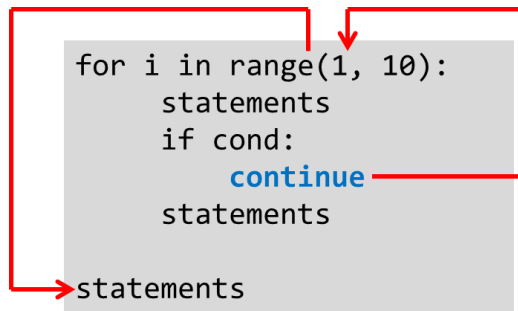 for i in range(1, 10):
statements
if cond:
continue
statements
statements